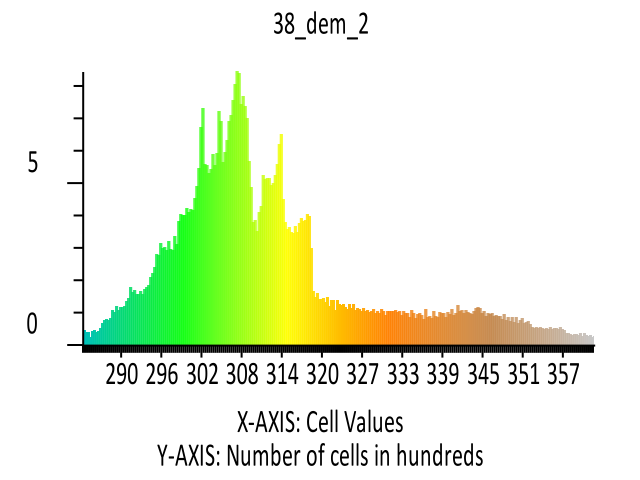 38_dem_2
5
0
290 296 302 308 314 320 327 333 339 345 351 357
X-AXIS: Cell Values
Y-AXIS: Number of cells in hundreds